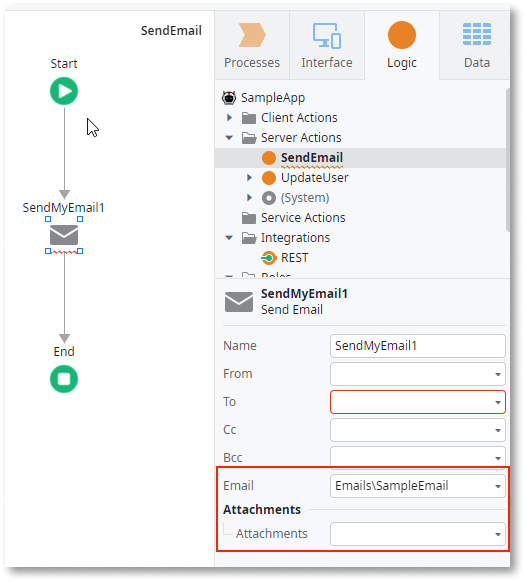 SendEmail
Start
SendMyEmail1
End
Processes
Interface
Logic
Data
SampleApp
Client Actions
Server Actions
SendEmail
UpdateUser
(System)
Service Actions
Integrations
REST
Roles
SendMyEmail1
Send Email
Name SendMyEmail1
From
To
Cc
Bcc
Email Emails\SampleEmail
Attachments
Attachments